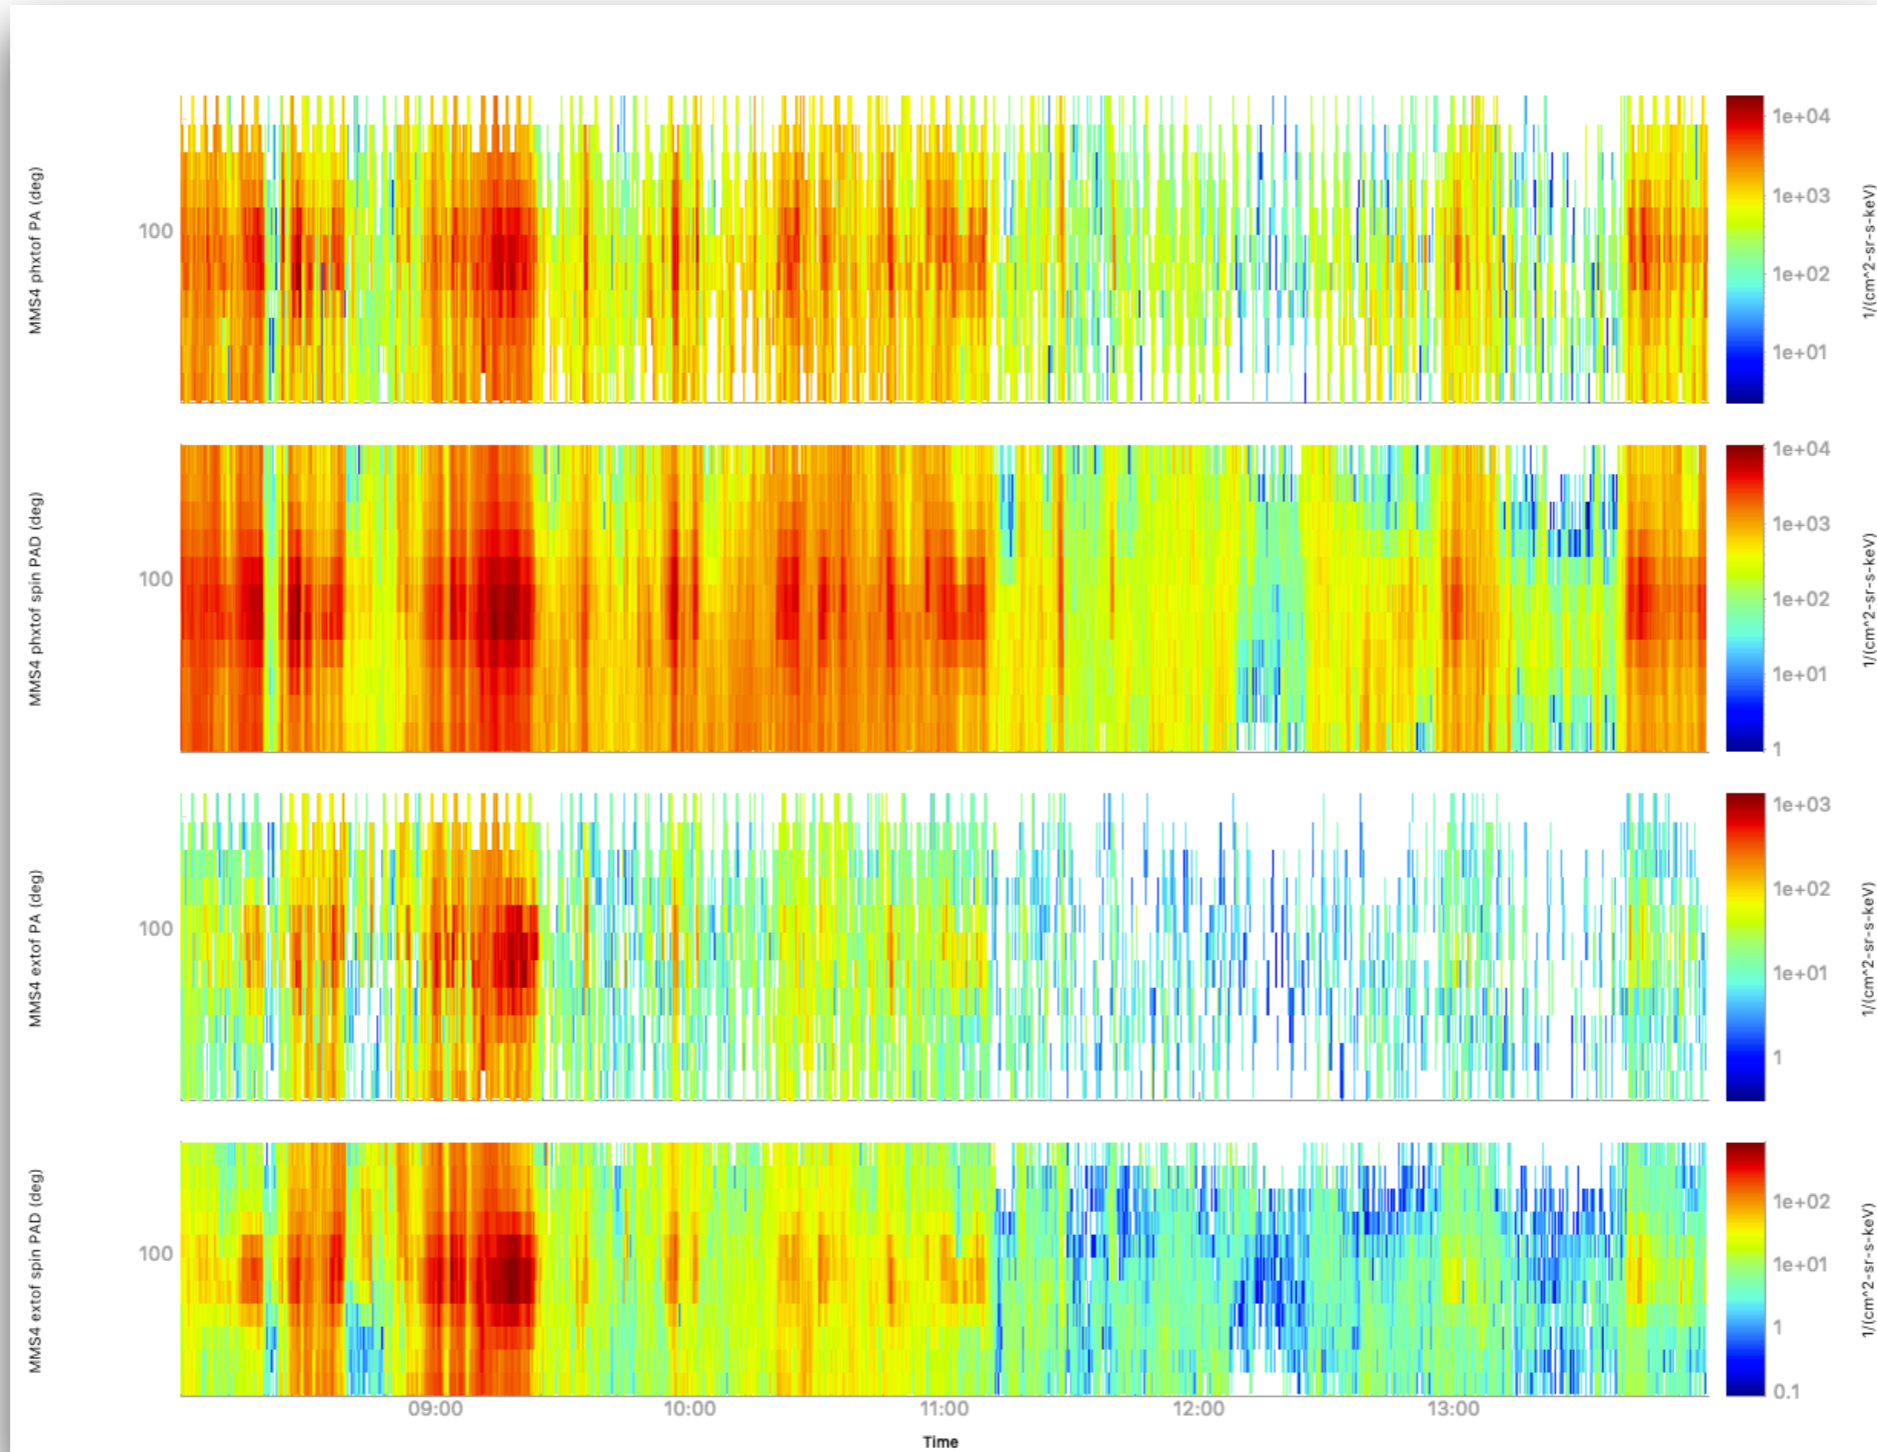 MMS4 phxtof PA (deg)
100
1e+04
1e+03
1e+02
1e+01
1/(cm^2-sr-s-keV)
MMS4 phxtof spin PAD (deg)
100
1e+04
1e+03
1e+02
1e+01
1
1/(cm^2-sr-s-keV)
MMS4 extof PA (deg)
100
1e+03
1e+02
1e+01
1
1/(cm^2-sr-s-keV)
MMS4 extof spin PAD (deg)
100
1e+02
1e+01
1
0.1
1/(cm^2-sr-s-keV)
09:00 10:00 11:00 12:00 13:00
Time